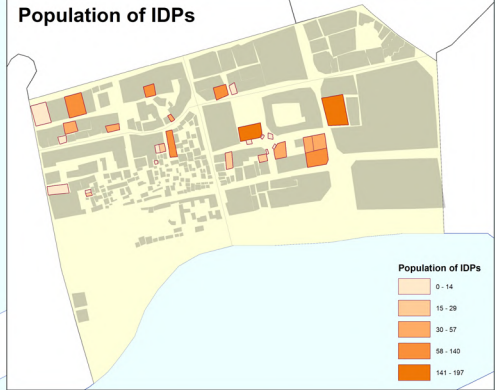 Population of IDPs
Population of IDPs
0 - 14
15 - 29
30 - 57
58 - 140
141 - 197